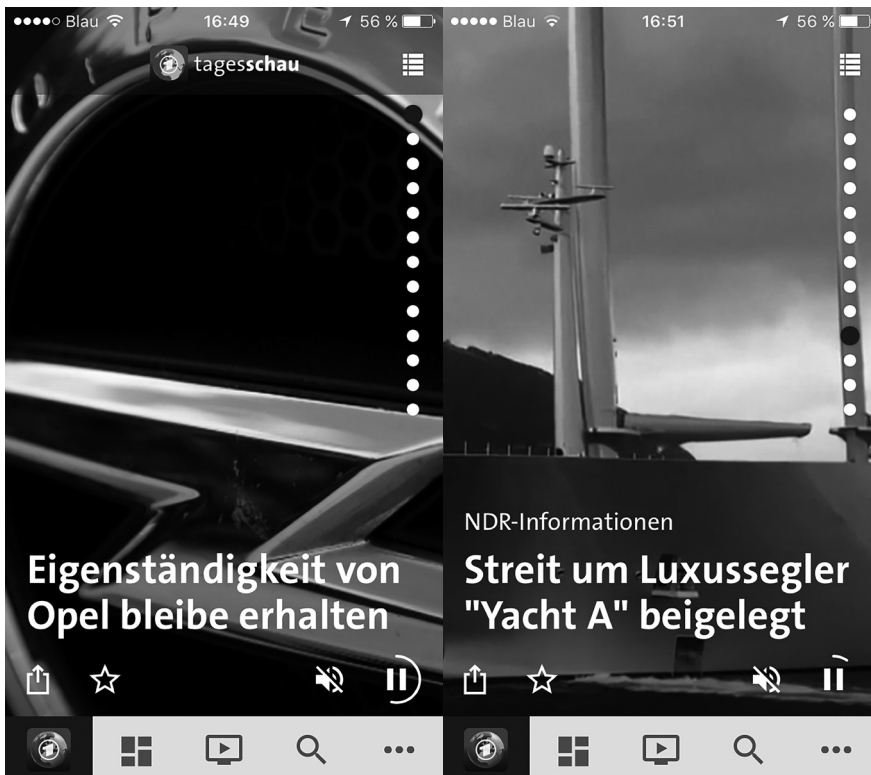 Blau 16:49 56 %
tagesschau
Eigenständigkeit von
Opel bleibe erhalten
Blau 16:51 56 %
NDR-Informationen
Streit um Luxussegler
"Yacht A" beigelegt